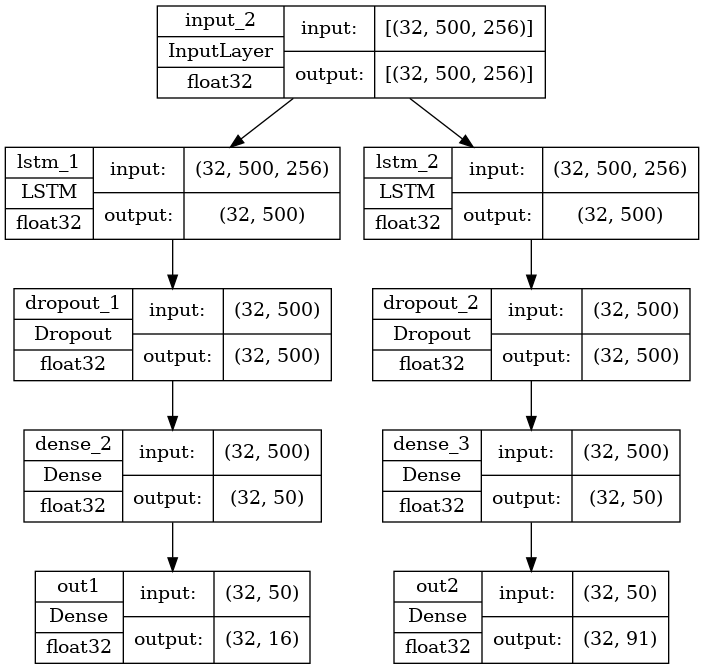 input_2
InputLayer
float32
input:
[(32, 500, 256)]
output:
[(32, 500, 256)]
lstm_1
LSTM
float32
input:
(32, 500, 256)
output:
(32, 500)
lstm_2
LSTM
float32
input:
(32, 500, 256)
output:
(32, 500)
dropout_1
Dropout
float32
input:
(32, 500)
output:
(32, 500)
dropout_2
Dropout
float32
input:
(32, 500)
output:
(32, 500)
dense_2
Dense
float32
input:
(32, 500)
output:
(32, 50)
dense_3
Dense
float32
input:
(32, 500)
output:
(32, 50)
out1
Dense
float32
input:
(32, 50)
output:
(32, 16)
out2
Dense
float32
input:
(32, 50)
output:
(32, 91)